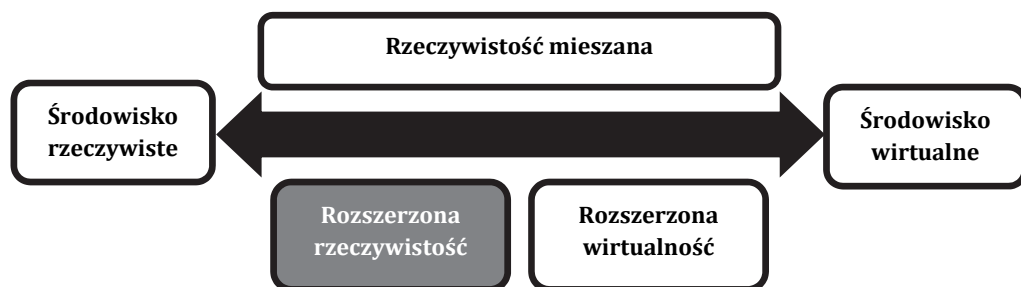 Rzeczywistość mieszana
Środowisko
rzeczywiste
Środowisko
wirtualne
Rozszerzona
rzeczywistość
Rozszerzona
wirtualność